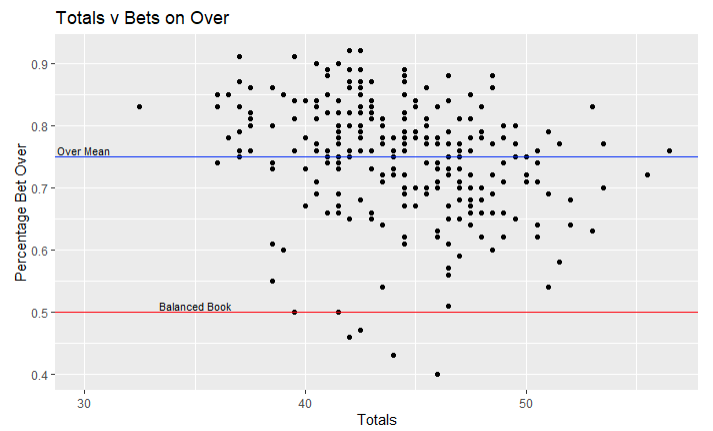 Totals v Bets on Over
Percentage Bet Over
0.9
0.8
Over Mean
0.7
0.6
Balanced Book
0.5
0.4
30 40 50
Totals